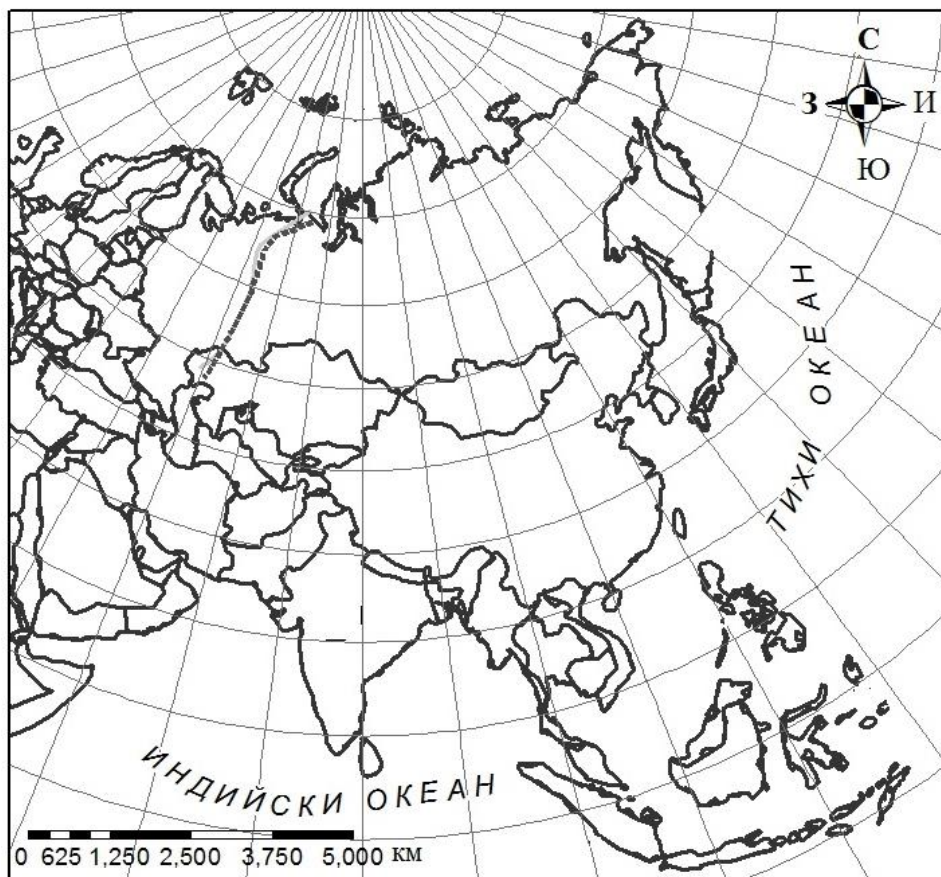 С
З И
Ю
ТИХИ ОКЕАН
ИНДИЙСКИ ОКЕАН
0 625 1,250 2,500 3,750 5,000 км